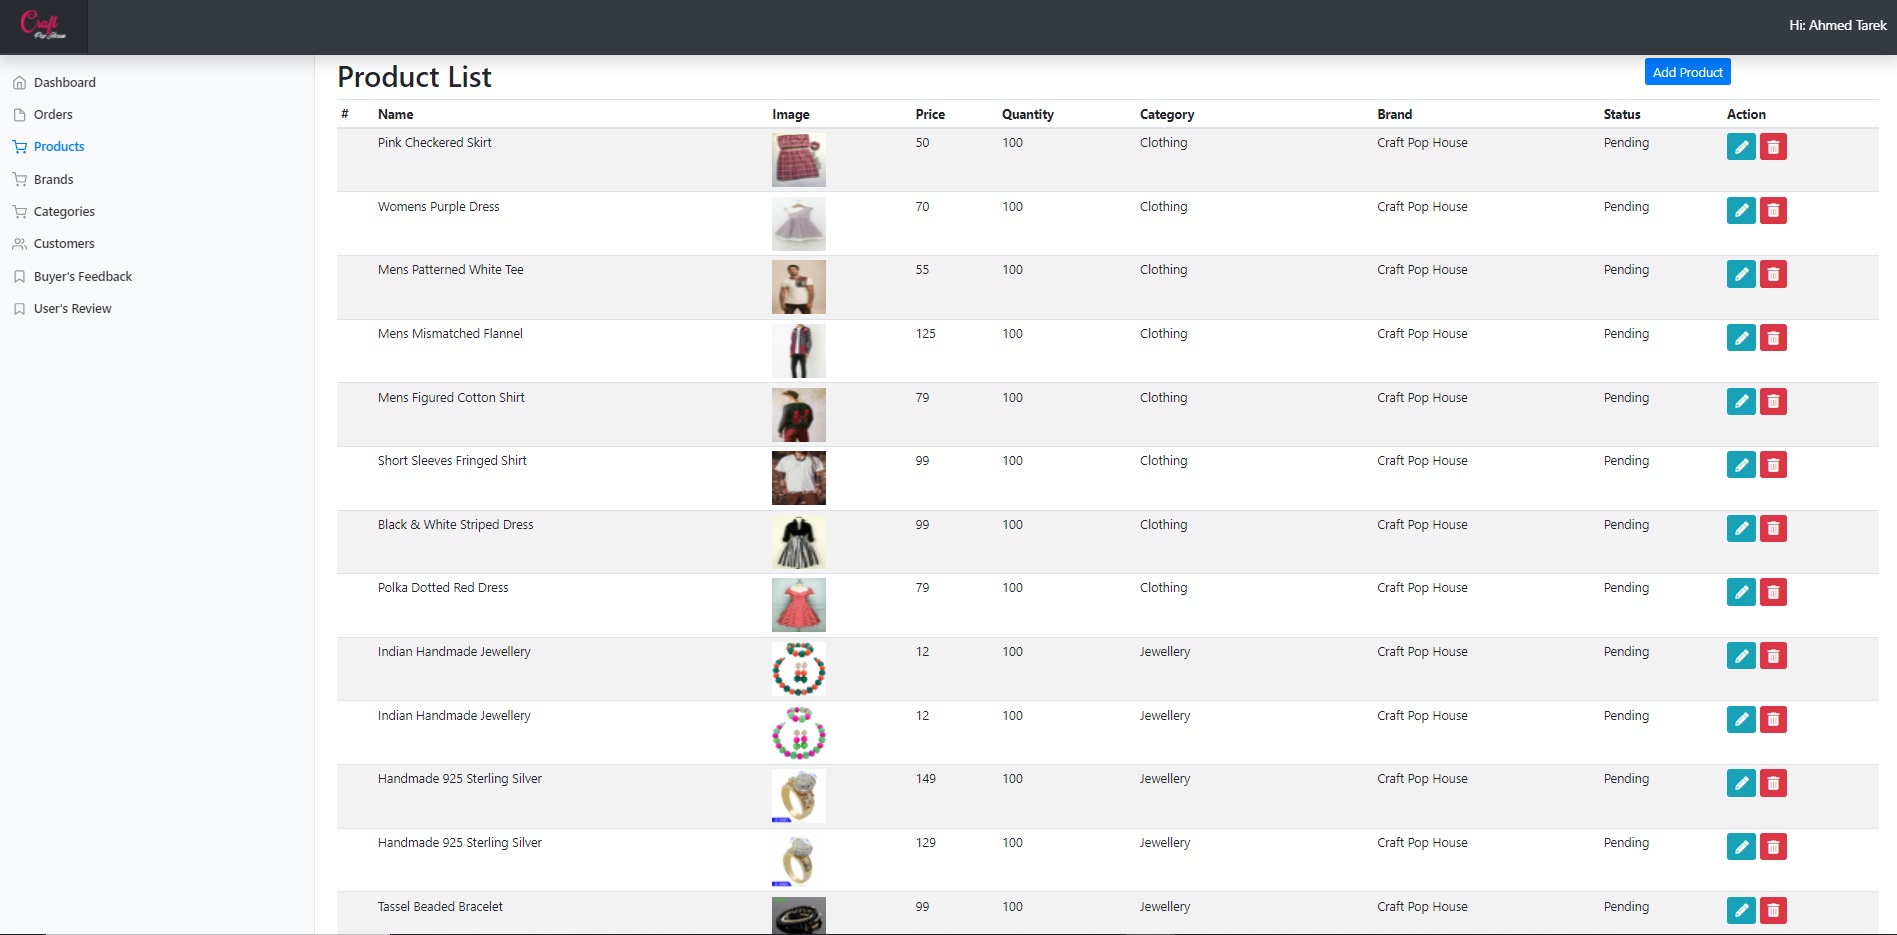 Craft
Pop House
Hi: Ahmed Tarek
Dashboard
Orders
Products
Brands
Categories
Customers
Buyer's Feedback
User's Review
Product List
Add Product
# Name Image Price Quantity Category Brand Status Action
Pink Checkered Skirt 50 100 Clothing Craft Pop House Pending
Womens Purple Dress 70 100 Clothing Craft Pop House Pending
Mens Patterned White Tee 55 100 Clothing Craft Pop House Pending
Mens Mismatched Flannel 125 100 Clothing Craft Pop House Pending
Mens Figured Cotton Shirt 79 100 Clothing Craft Pop House Pending
Short Sleeves Fringed Shirt 99 100 Clothing Craft Pop House Pending
Black & White Striped Dress 99 100 Clothing Craft Pop House Pending
Polka Dotted Red Dress 79 100 Clothing Craft Pop House Pending
Indian Handmade Jewellery 12 100 Jewellery Craft Pop House Pending
Indian Handmade Jewellery 12 100 Jewellery Craft Pop House Pending
Handmade 925 Sterling Silver 149 100 Jewellery Craft Pop House Pending
Handmade 925 Sterling Silver 129 100 Jewellery Craft Pop House Pending
Tassel Beaded Bracelet 99 100 Jewellery Craft Pop House Pending